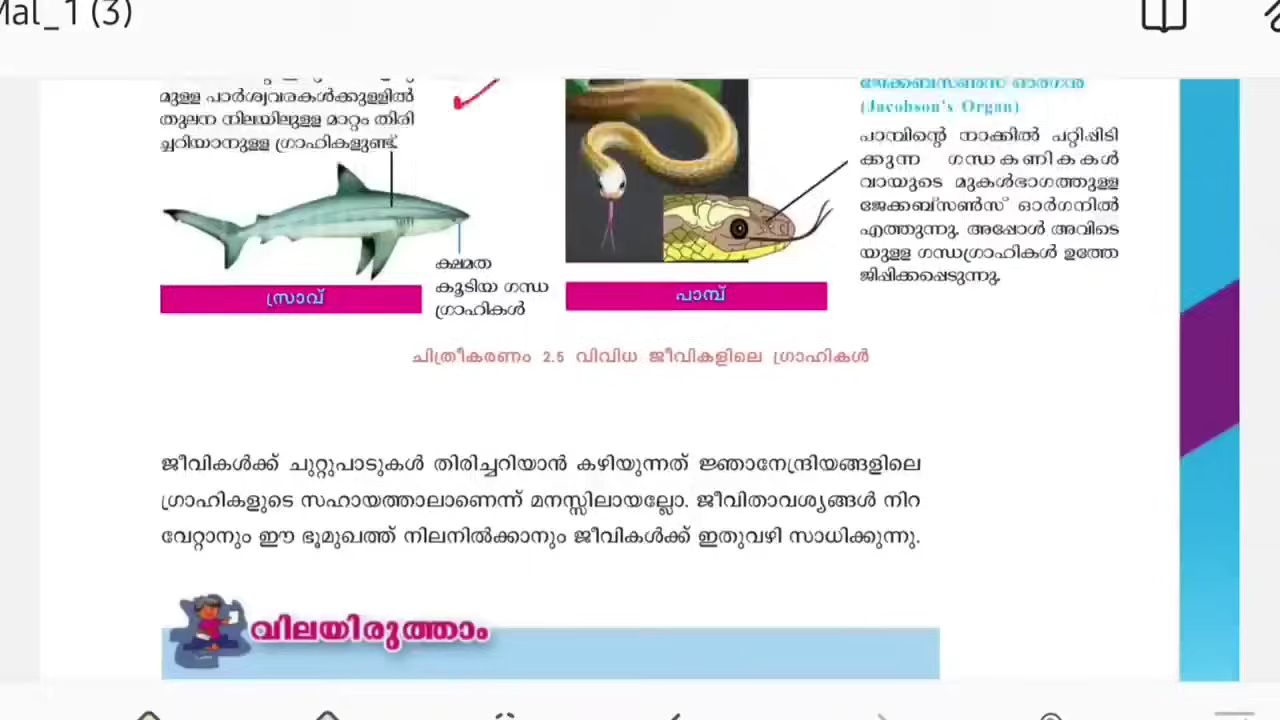 Mal_1 (3)
മുള്ള പാർശ്വവരകൾക്കുള്ളിൽ
തുലന നിലയിലുള്ള മാറ്റം തിരി
ച്ചറിയാനുള്ള ഗ്രാഹികളുണ്ട്.
ക്ഷമത
കൂടിയ ഗന്ധ
ഗ്രാഹികൾ
സ്രാവ്
പാമ്പ്
ജേക്കബ്സൺസ് ഓർഗൻ
(Jacobson's Organ)
പാമ്പിന്റെ നാക്കിൽ പറ്റിപ്പിടി
ക്കുന്ന ഗന്ധകണികകൾ
വായുടെ മുകൾഭാഗത്തുള്ള
ജേക്കബ്സൺസ് ഓർഗനിൽ
എത്തുന്നു. അപ്പോൾ അവിടെ
യുള്ള ഗന്ധഗ്രാഹികൾ ഉത്തേ
ജിപ്പിക്കപ്പെടുന്നു.
ചിത്രീകരണം 2.5 വിവിധ ജീവികളിലെ ഗ്രാഹികൾ
ജീവികൾക്ക് ചുറ്റുപാടുകൾ തിരിച്ചറിയാൻ കഴിയുന്നത് ജ്ഞാനേന്ദ്രിയങ്ങളിലെ
ഗ്രാഹികളുടെ സഹായത്താലാണെന്ന് മനസ്സിലായല്ലോ. ജീവിതാവശ്യങ്ങൾ നിറ
വേറ്റാനും ഈ ഭൂമുഖത്ത് നിലനിൽക്കാനും ജീവികൾക്ക് ഇതുവഴി സാധിക്കുന്നു.
വിലയിരുത്താം